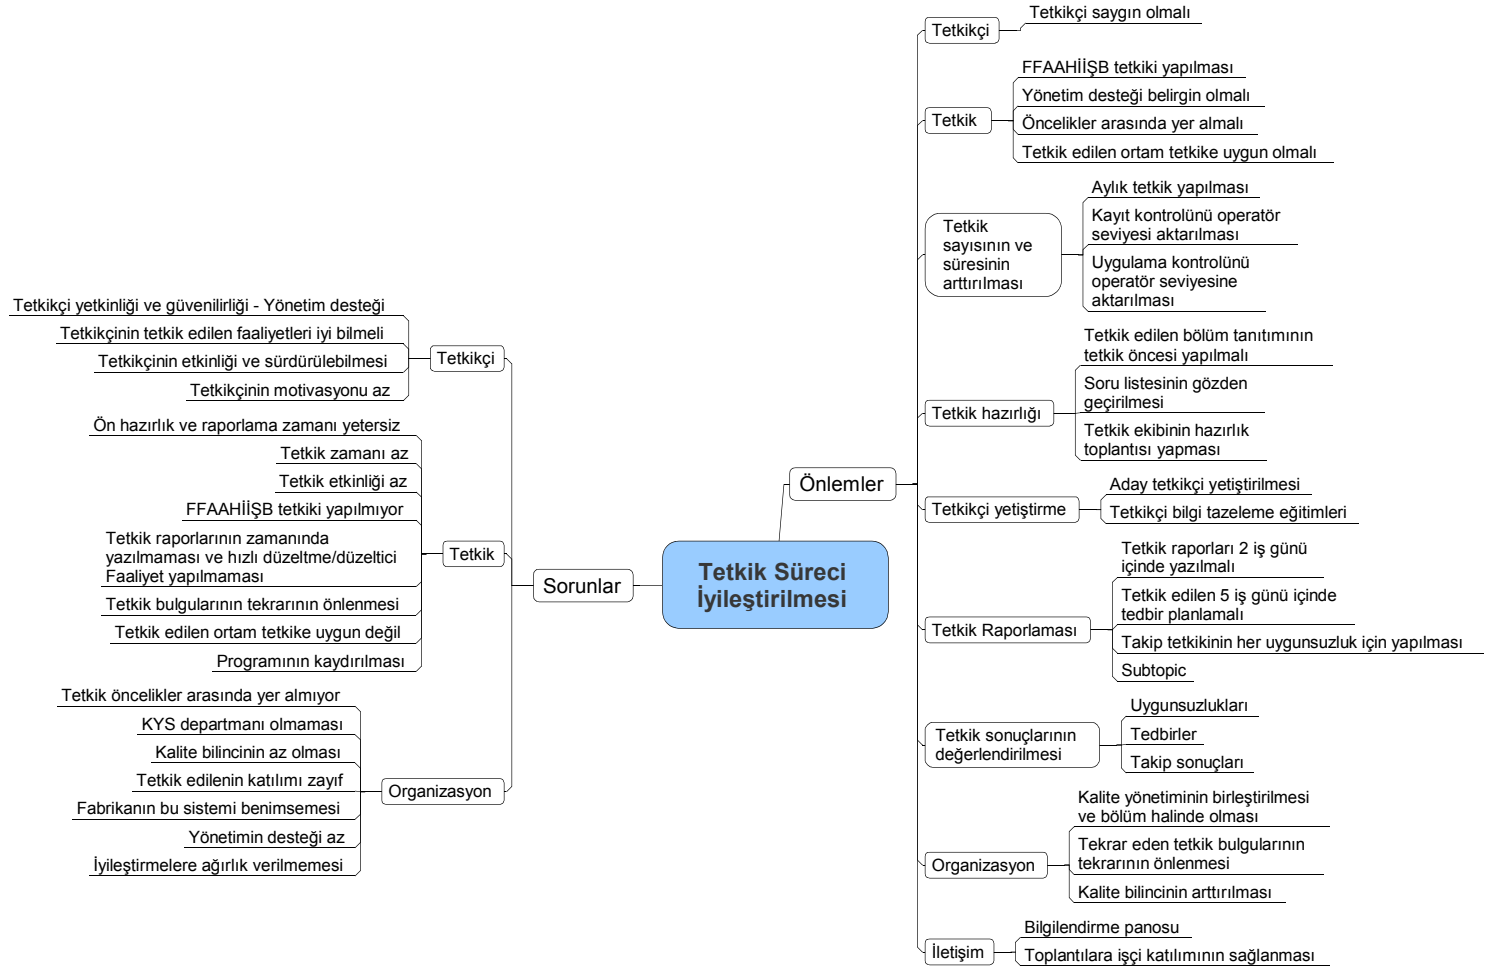 Tetkik Süreci
İyileştirilmesi
Önlemler
Tetkikçi
Tetkikçi saygın olmalı
Tetkik
FFAAHİİŞB tetkiki yapılması
Yönetim desteği belirgin olmalı
Öncelikler arasında yer almalı
Tetkik edilen ortam tetkike uygun olmalı
Tetkik
sayısının ve
süresinin
arttırılması
Aylık tetkik yapılması
Kayıt kontrolünü operatör
seviyesi aktarılması
Uygulama kontrolünü
operatör seviyesine
aktarılması
Tetkik hazırlığı
Tetkik edilen bölüm tanıtımının
tetkik öncesi yapılmalı
Soru listesinin gözden
geçirilmesi
Tetkik ekibinin hazırlık
toplantısı yapması
Tetkikçi yetiştirme
Aday tetkikçi yetiştirilmesi
Tetkikçi bilgi tazeleme eğitimleri
Tetkik Raporlaması
Tetkik raporları 2 iş günü
içinde yazılmalı
Tetkik edilen 5 iş günü içinde
tedbir planlamalı
Takip tetkikinin her uygunsuzluk için yapılması
Subtopic
Tetkik sonuçlarının
değerlendirilmesi
Uygunsuzlukları
Tedbirler
Takip sonuçları
Organizasyon
Kalite yönetiminin birleştirilmesi
ve bölüm halinde olması
Tekrar eden tetkik bulgularının
tekrarının önlenmesi
Kalite bilincinin arttırılması
İletişim
Bilgilendirme panosu
Toplantılara işçi katılımının sağlanması
Sorunlar
Tetkikçi
Tetkikçi yetkinliği ve güvenilirliği - Yönetim desteği
Tetkikçinin tetkik edilen faaliyetleri iyi bilmeli
Tetkikçinin etkinliği ve sürdürülebilmesi
Tetkikçinin motivasyonu az
Tetkik
Ön hazırlık ve raporlama zamanı yetersiz
Tetkik zamanı az
Tetkik etkinliği az
FFAAHİİŞB tetkiki yapılmıyor
Tetkik raporlarının zamanında
yazılmaması ve hızlı düzeltme/düzeltici
Faaliyet yapılmaması
Tetkik bulgularının tekrarının önlenmesi
Tetkik edilen ortam tetkike uygun değil
Programının kaydırılması
Organizasyon
Tetkik öncelikler arasında yer almıyor
KYS departmanı olmaması
Kalite bilincinin az olması
Tetkik edilenin katılımı zayıf
Fabrikanın bu sistemi benimsemesi
Yönetimin desteği az
İyileştirmelere ağırlık verilmemesi